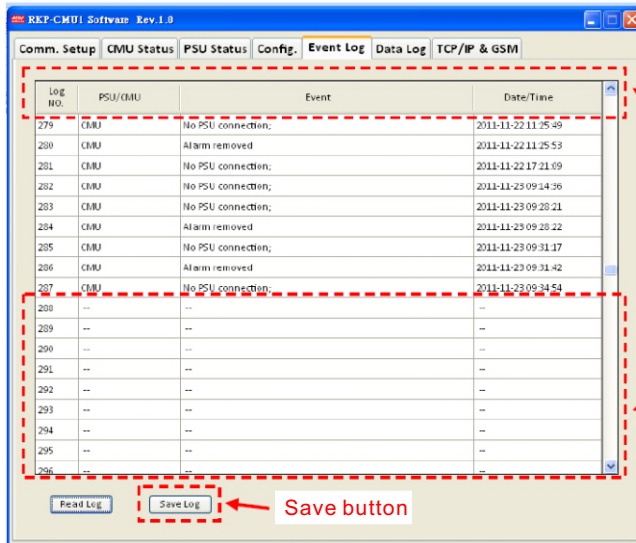 RKP-CMU1 Software Rev.1.0
Comm. Setup CMU Status PSU Status Config. Event Log Data Log TCP/IP & GSM
Log NO. PSU/CMU Event Date/Time
279 CMU No PSU connection; 2011-11-22 11:25:49
280 CMU Alarm removed 2011-11-22 11:25:53
281 CMU No PSU connection; 2011-11-22 17:21:09
282 CMU No PSU connection; 2011-11-23 09:14:36
283 CMU No PSU connection; 2011-11-23 09:28:21
284 CMU Alarm removed 2011-11-23 09:28:22
285 CMU No PSU connection; 2011-11-23 09:31:17
286 CMU Alarm removed 2011-11-23 09:31:42
287 CMU No PSU connection; 2011-11-23 09:34:54
288 -- -- --
289 -- -- --
290 -- -- --
291 -- -- --
292 -- -- --
293 -- -- --
294 -- -- --
295 -- -- --
296 -- -- --
Read Log Save Log Save button